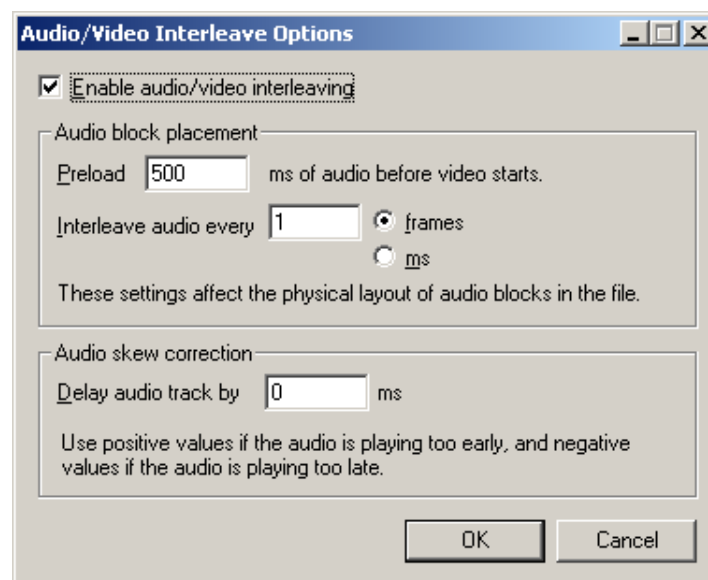 Audio/Video Interleave Options
Enable audio/video interleaving
Audio block placement
Preload 500 ms of audio before video starts.
Interleave audio every 1 frames
ms
These settings affect the physical layout of audio blocks in the file.
Audio skew correction
Delay audio track by 0 ms
Use positive values if the audio is playing too early, and negative
values if the audio is playing too late.
OK Cancel